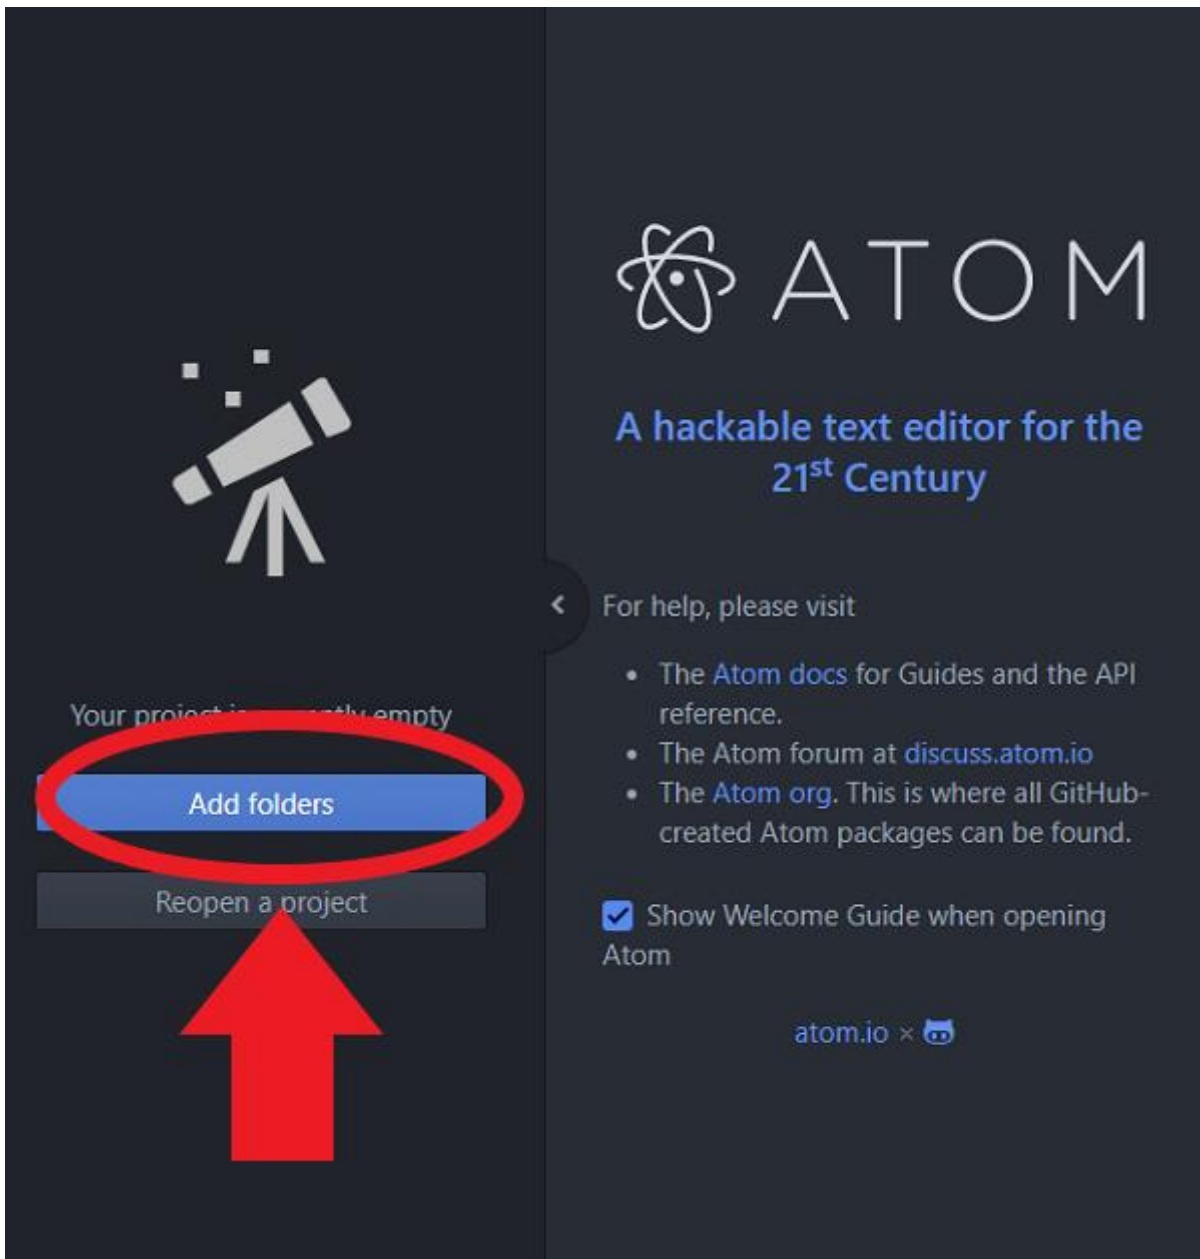 Your project is currently empty
Add folders
Reopen a project
ATOM
A hackable text editor for the
21st Century
For help, please visit
• The Atom docs for Guides and the API
reference.
• The Atom forum at discuss.atom.io
• The Atom org. This is where all GitHub-
created Atom packages can be found.
Show Welcome Guide when opening
Atom
atom.io ×